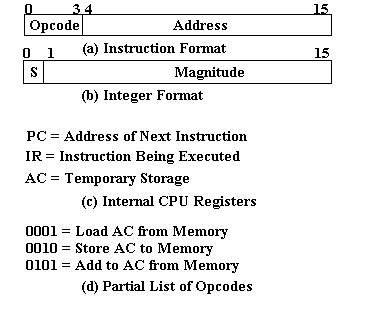 0 3 4 15
Opcode Address
(a) Instruction Format
0 1 15
S Magnitude
(b) Integer Format
PC = Address of Next Instruction
IR = Instruction Being Executed
AC = Temporary Storage
(c) Internal CPU Registers
0001 = Load AC from Memory
0010 = Store AC to Memory
0101 = Add to AC from Memory
(d) Partial List of Opcodes